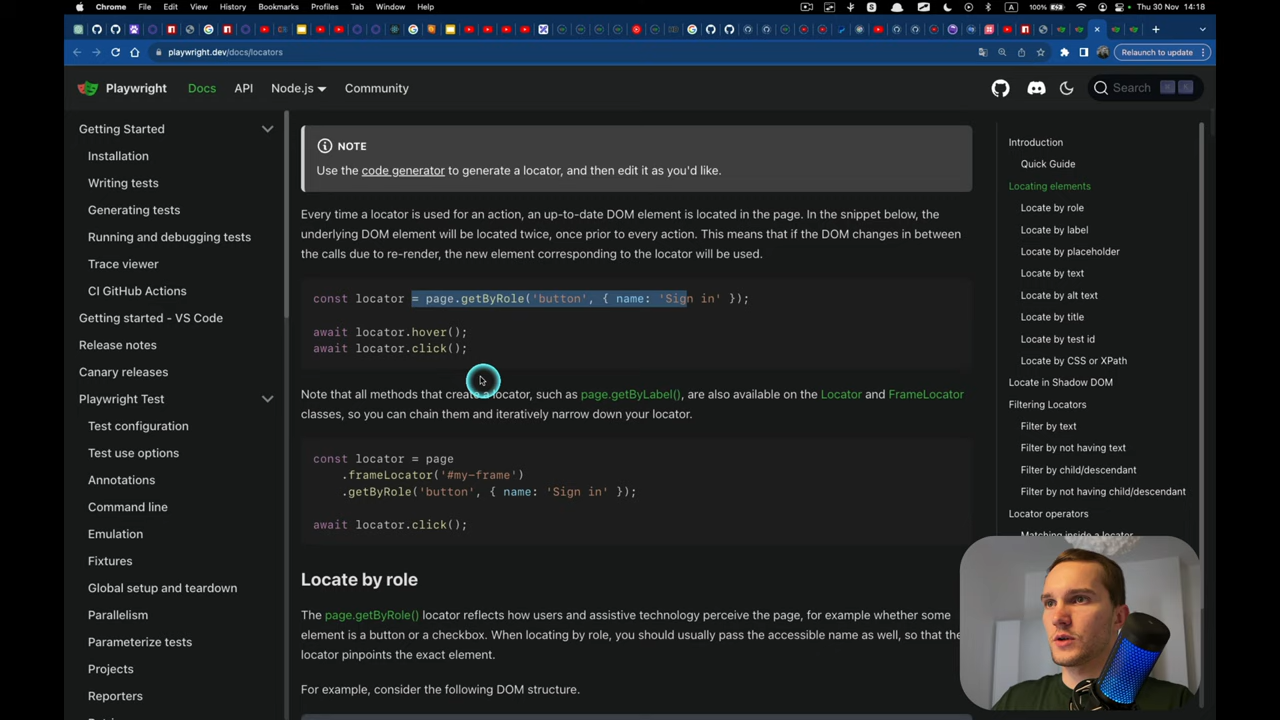 Chrome File Edit View History Bookmarks Profiles Tab Window Help
100% Thu 30 Nov 14:18
playwright.dev/docs/locators
Relaunch to update
Playwright Docs API Node.js Community Search
Getting Started
Installation
Writing tests
Generating tests
Running and debugging tests
Trace viewer
CI GitHub Actions
Getting started - VS Code
Release notes
Canary releases
Playwright Test
Test configuration
Test use options
Annotations
Command line
Emulation
Fixtures
Global setup and teardown
Parallelism
Parameterize tests
Projects
Reporters
NOTE
Use the code generator to generate a locator, and then edit it as you'd like.
Every time a locator is used for an action, an up-to-date DOM element is located in the page. In the snippet below, the
underlying DOM element will be located twice, once prior to every action. This means that if the DOM changes in between
the calls due to re-render, the new element corresponding to the locator will be used.
const locator = page.getByRole('button', { name: 'Sign in' });
await locator.hover();
await locator.click();
Note that all methods that create a locator, such as page.getByLabel(), are also available on the Locator and FrameLocator
classes, so you can chain them and iteratively narrow down your locator.
const locator = page
.frameLocator('#my-frame')
.getByRole('button', { name: 'Sign in' });
await locator.click();
Locate by role
The page.getByRole() locator reflects how users and assistive technology perceive the page, for example whether some
element is a button or a checkbox. When locating by role, you should usually pass the accessible name as well, so that the
locator pinpoints the exact element.
For example, consider the following DOM structure.
Introduction
Quick Guide
Locating elements
Locate by role
Locate by label
Locate by placeholder
Locate by text
Locate by alt text
Locate by title
Locate by test id
Locate by CSS or XPath
Locate in Shadow DOM
Filtering Locators
Filter by text
Filter by not having text
Filter by child/descendant
Filter by not having child/descendant
Locator operators
Matching inside a locator